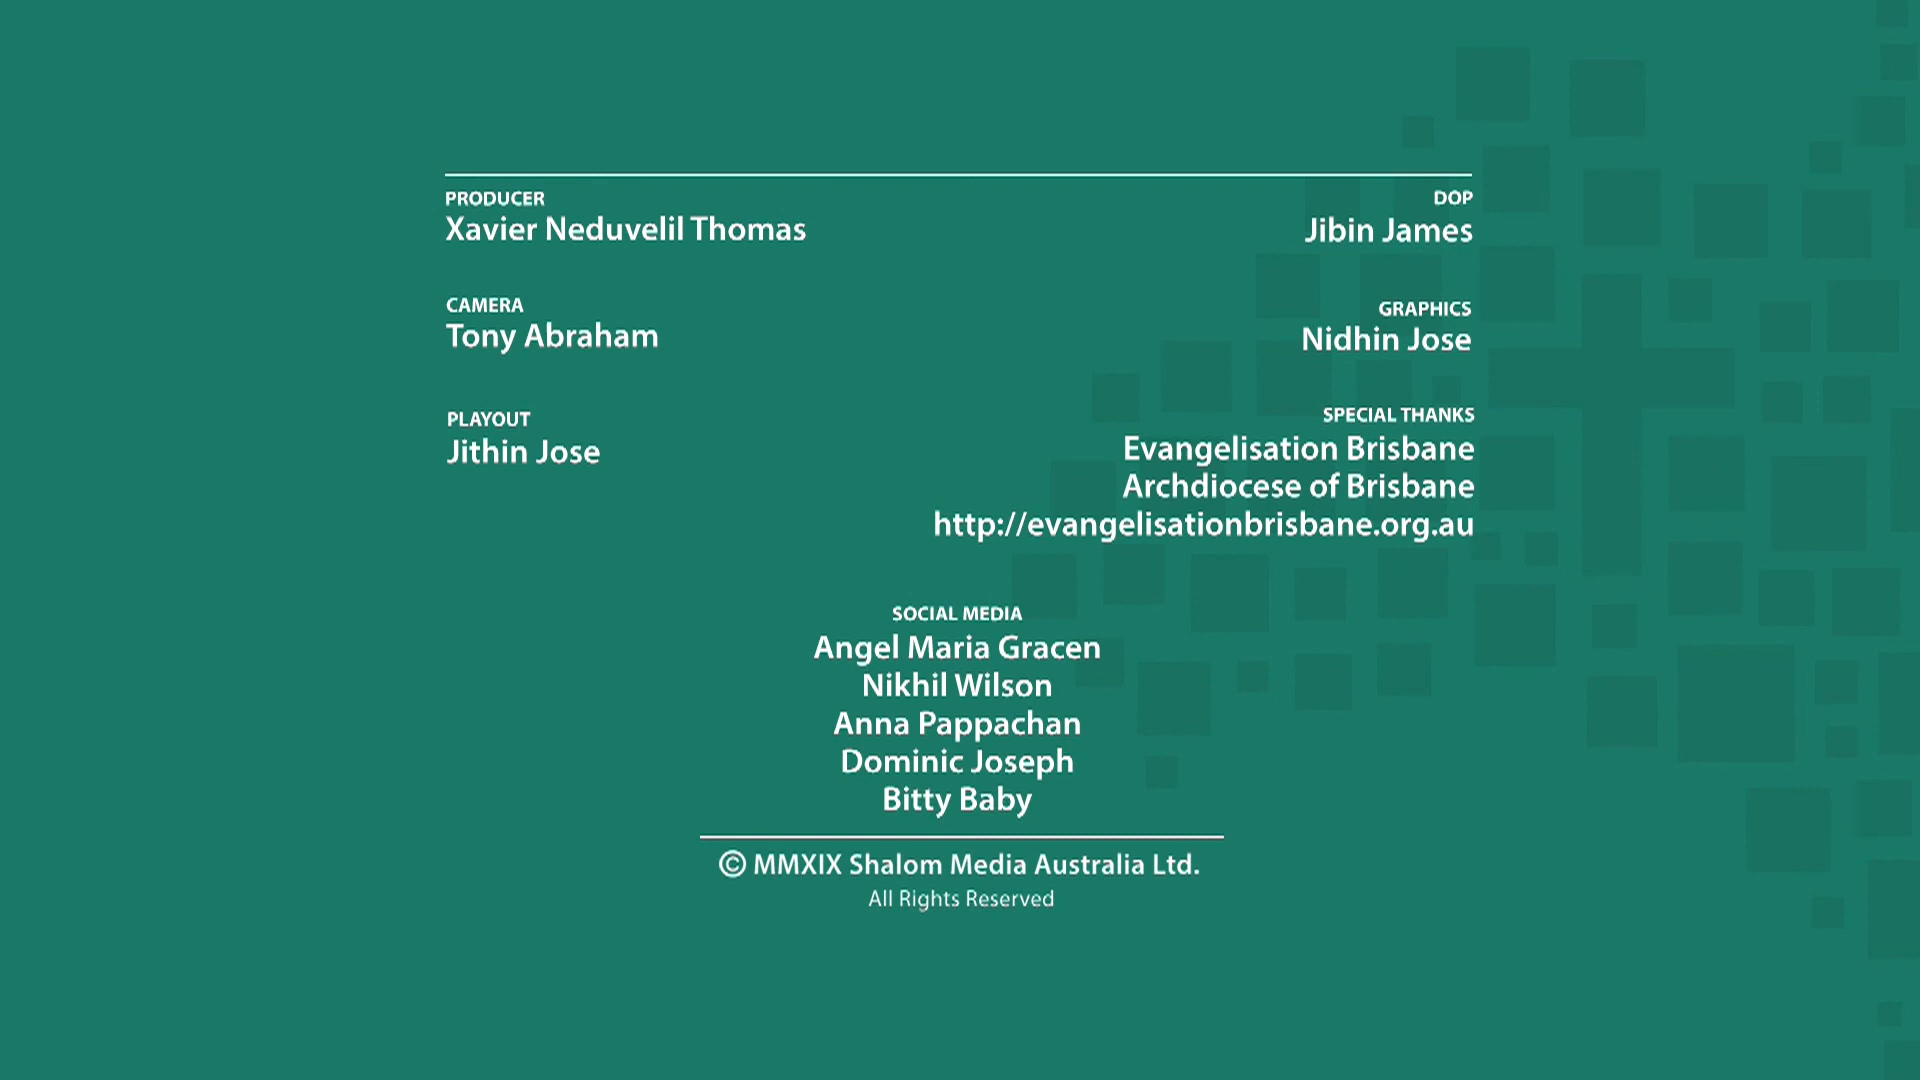 PRODUCER
Xavier Neduvelil Thomas
DOP
Jibin James
CAMERA
Tony Abraham
GRAPHICS
Nidhin Jose
PLAYOUT
Jithin Jose
SPECIAL THANKS
Evangelisation Brisbane
Archdiocese of Brisbane
http://evangelisationbrisbane.org.au
SOCIAL MEDIA
Angel Maria Gracen
Nikhil Wilson
Anna Pappachan
Dominic Joseph
Bitty Baby
© MMXIX Shalom Media Australia Ltd.
All Rights Reserved